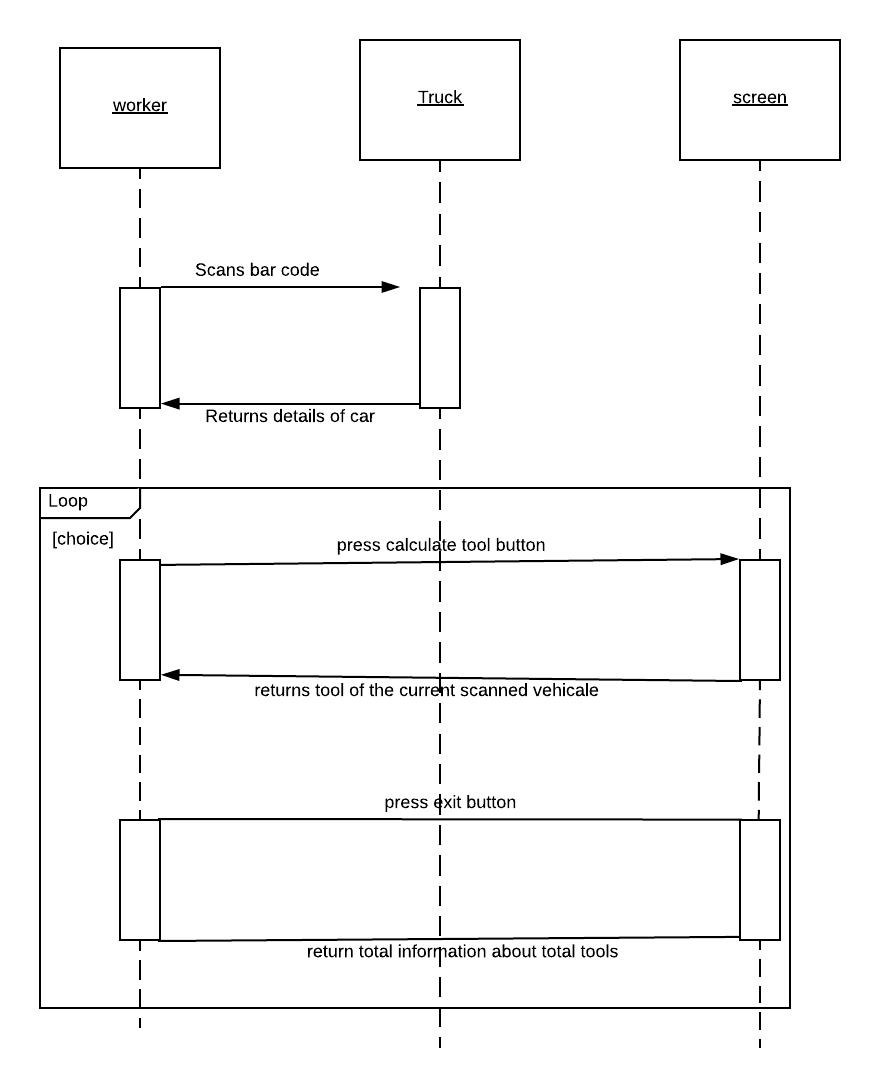 worker
Truck
screen
Scans bar code
Returns details of car
Loop
[choice]
press calculate tool button
returns tool of the current scanned vehicale
press exit button
return total information about total tools